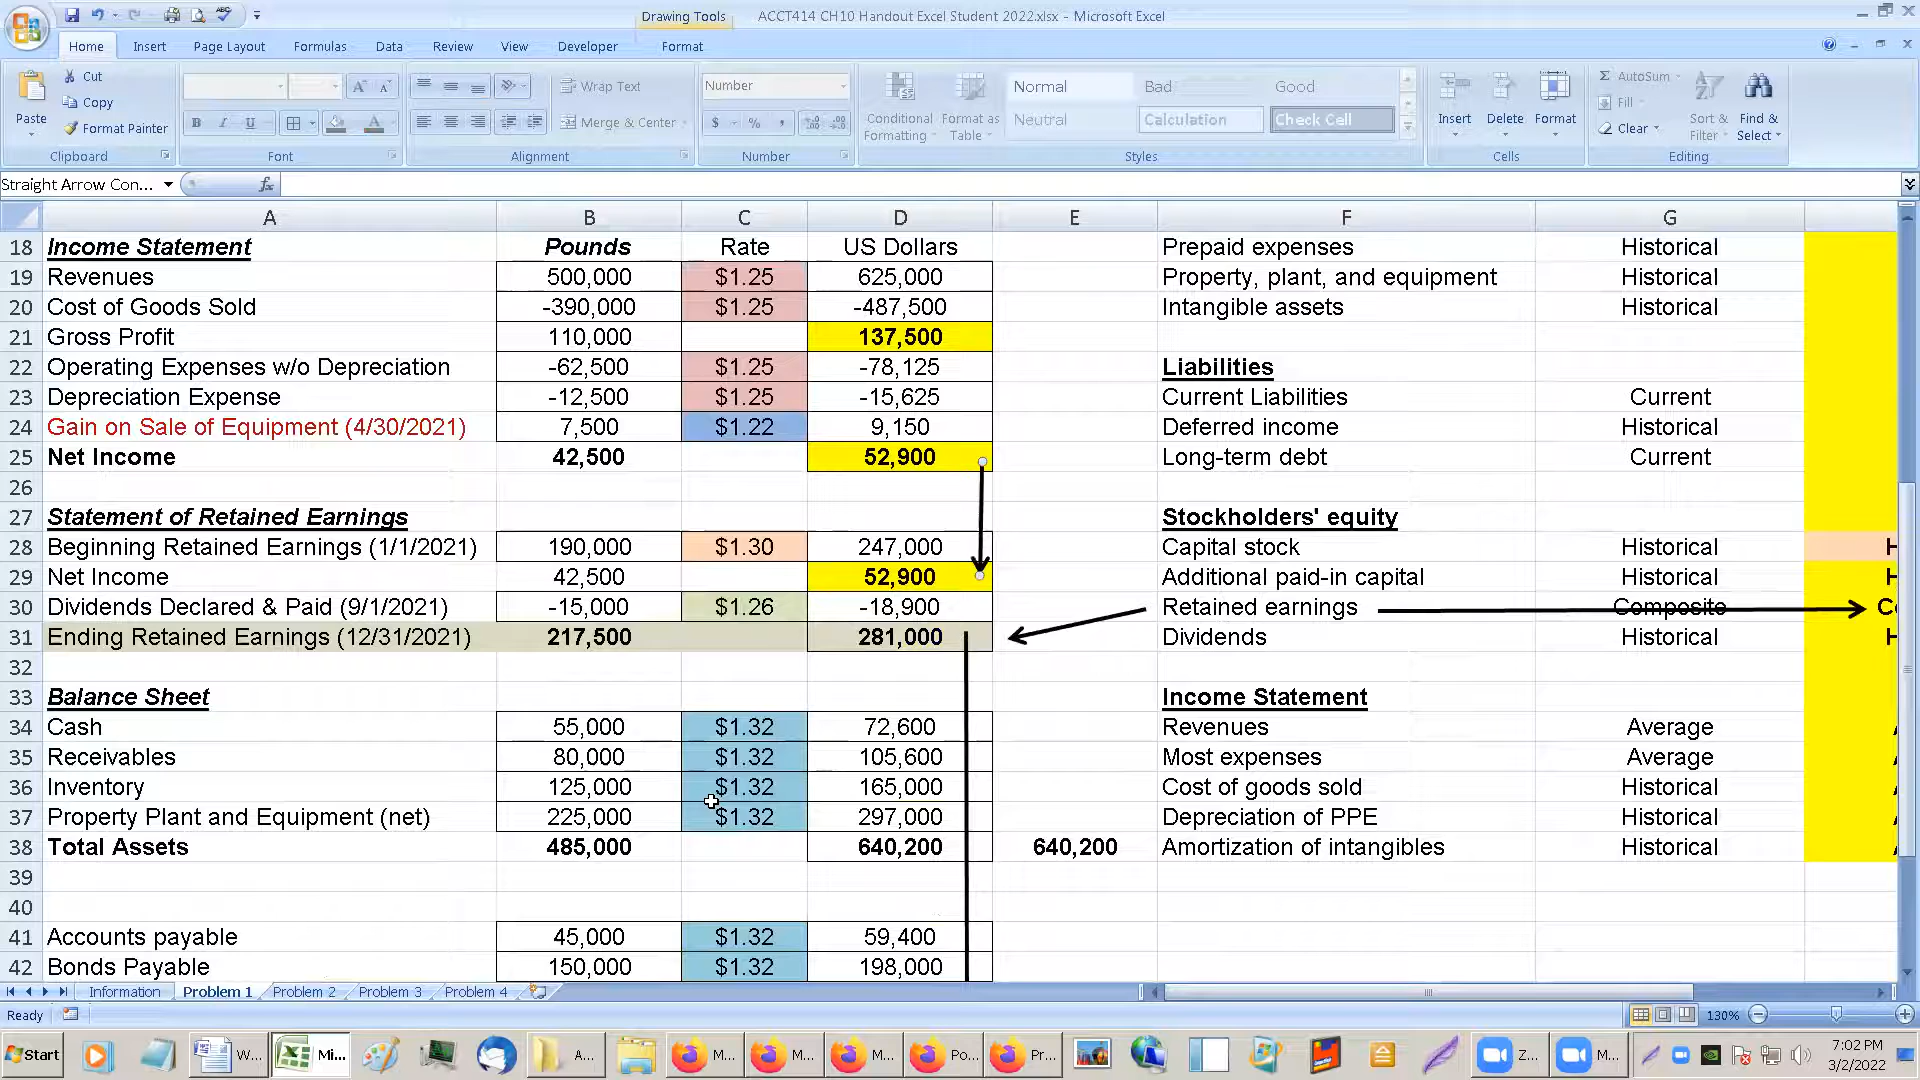 Drawing Tools
ACCT414 CH10 Handout Excel Student 2022.xlsx - Microsoft Excel
Home Insert Page Layout Formulas Data Review View Developer Format
Paste
Cut
Copy
Format Painter
Clipboard
B I U
Font
Wrap Text
Merge & Center
Alignment
Number
$ % ,
Number
Conditional Formatting
Format as Table
Normal Bad Good
Neutral Calculation Check Cell
Styles
Insert Delete Format
Cells
Σ AutoSum
Fill
Clear
Sort & Filter
Find & Select
Editing
Straight Arrow Con... fx
A B C D E F G
18 Income Statement Pounds Rate US Dollars Prepaid expenses Historical
19 Revenues 500,000 $1.25 625,000 Property, plant, and equipment Historical
20 Cost of Goods Sold -390,000 $1.25 -487,500 Intangible assets Historical
21 Gross Profit 110,000 137,500
22 Operating Expenses w/o Depreciation -62,500 $1.25 -78,125 Liabilities
23 Depreciation Expense -12,500 $1.25 -15,625 Current Liabilities Current
24 Gain on Sale of Equipment (4/30/2021) 7,500 $1.22 9,150 Deferred income Historical
25 Net Income 42,500 52,900 Long-term debt Current
26
27 Statement of Retained Earnings Stockholders' equity
28 Beginning Retained Earnings (1/1/2021) 190,000 $1.30 247,000 Capital stock Historical H
29 Net Income 42,500 52,900 Additional paid-in capital Historical H
30 Dividends Declared & Paid (9/1/2021) -15,000 $1.26 -18,900 Retained earnings Composite Co
31 Ending Retained Earnings (12/31/2021) 217,500 281,000 Dividends Historical H
32
33 Balance Sheet Income Statement
34 Cash 55,000 $1.32 72,600 Revenues Average
35 Receivables 80,000 $1.32 105,600 Most expenses Average
36 Inventory 125,000 $1.32 165,000 Cost of goods sold Historical
37 Property Plant and Equipment (net) 225,000 $1.32 297,000 Depreciation of PPE Historical
38 Total Assets 485,000 640,200 640,200 Amortization of intangibles Historical
39
40
41 Accounts payable 45,000 $1.32 59,400
42 Bonds Payable 150,000 $1.32 198,000
Information Problem 1 Problem 2 Problem 3 Problem 4
Ready 130%
Start W... Mi... A... M... M... M... Po... Pr... Z... M... 7:02 PM
3/2/2022